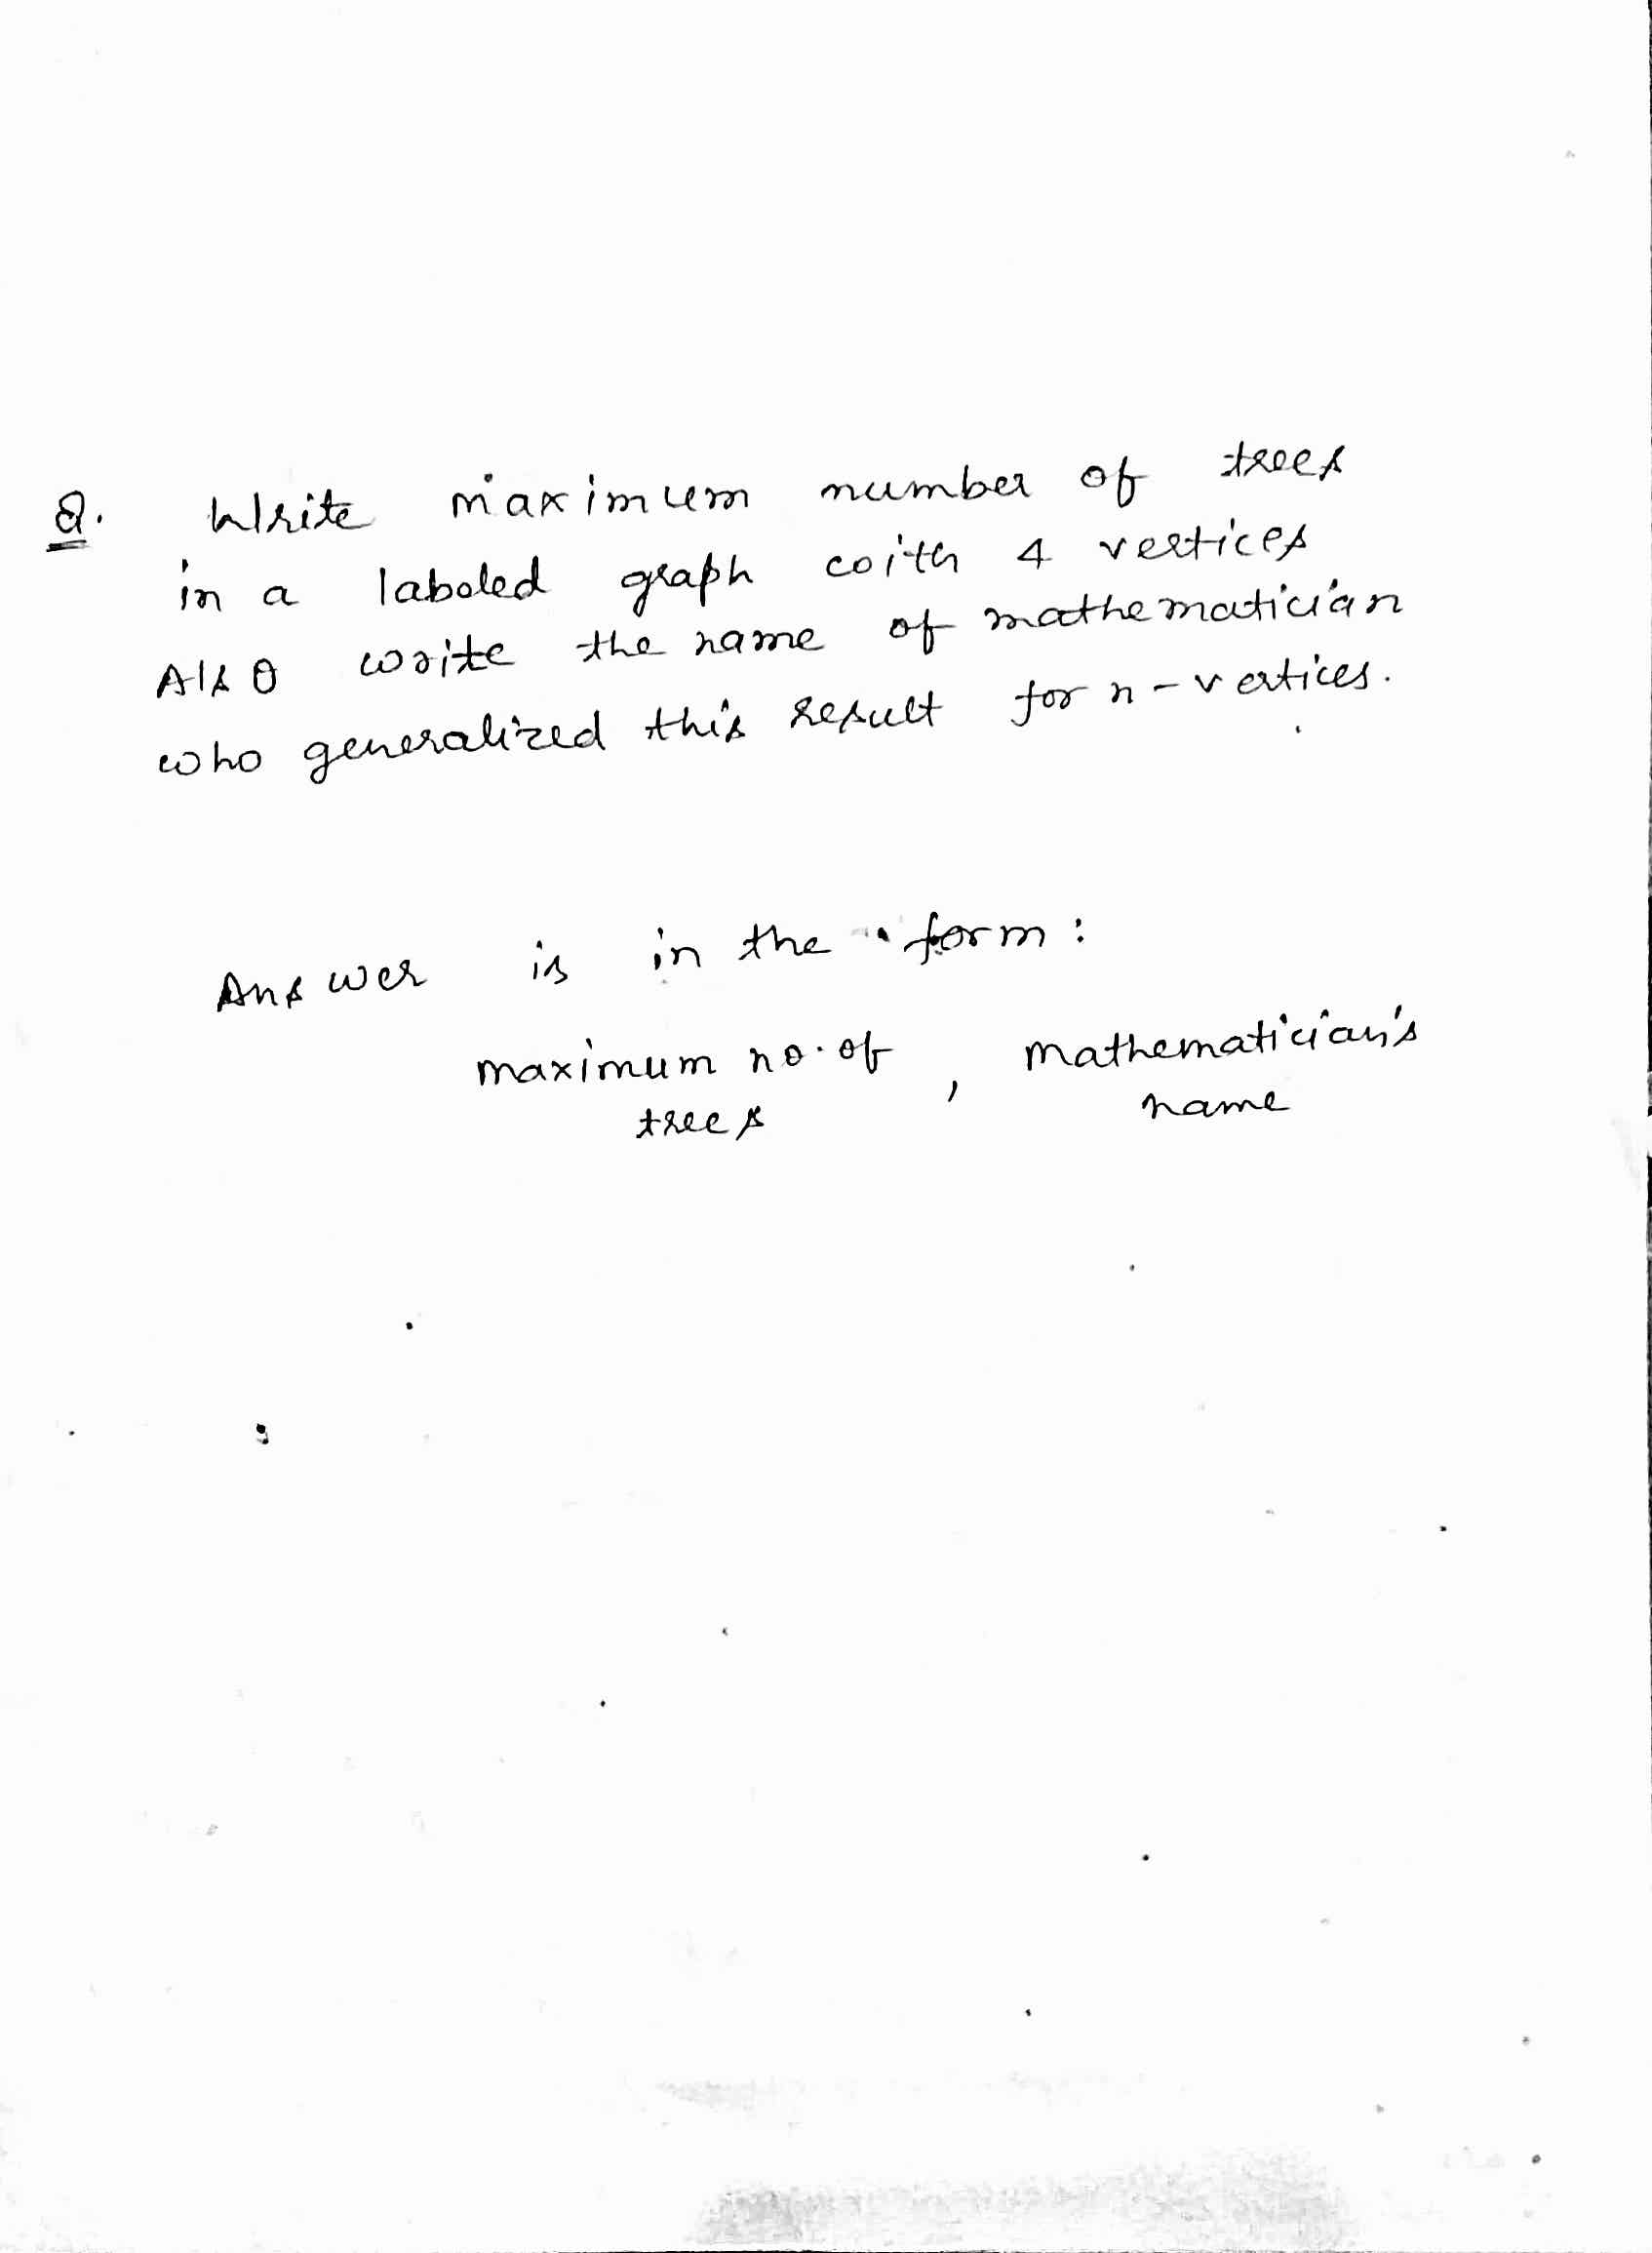 Q. Write maximum number of trees
in a laboled graph with 4 vertices
Also write the name of mathematician
who generalized this result for n-vertices.
Answer is in the form:
maximum no. of trees , mathematician's name